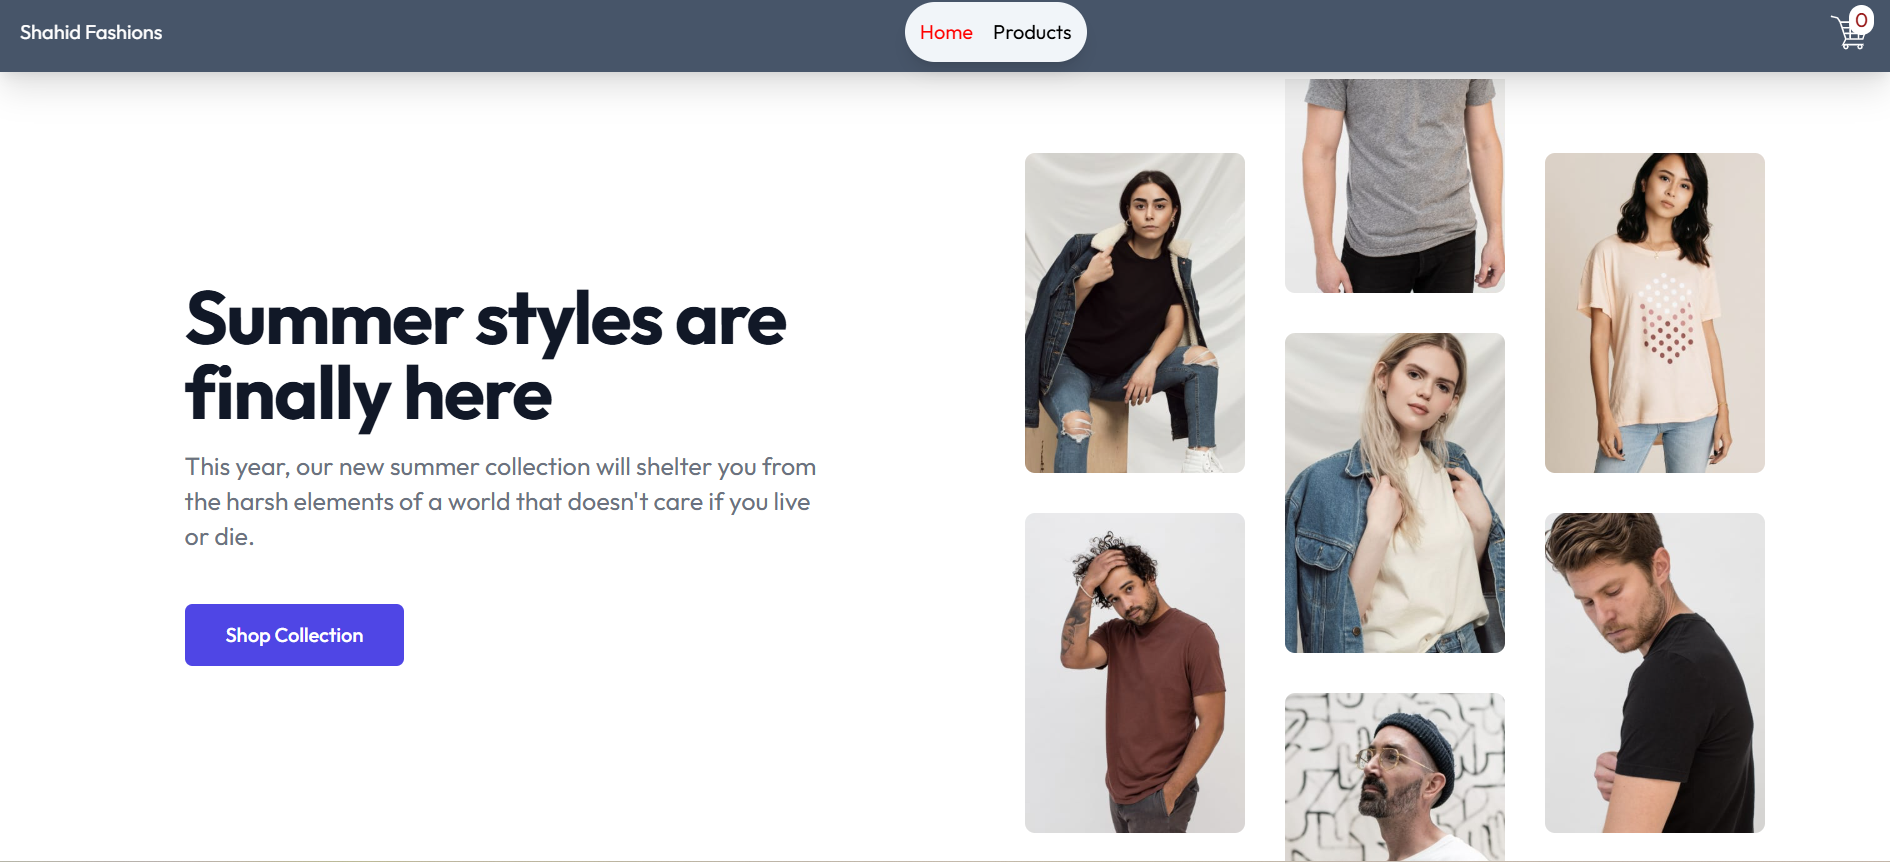 Shahid Fashions
Home Products
0
Summer styles are
finally here
This year, our new summer collection will shelter you from
the harsh elements of a world that doesn't care if you live
or die.
Shop Collection